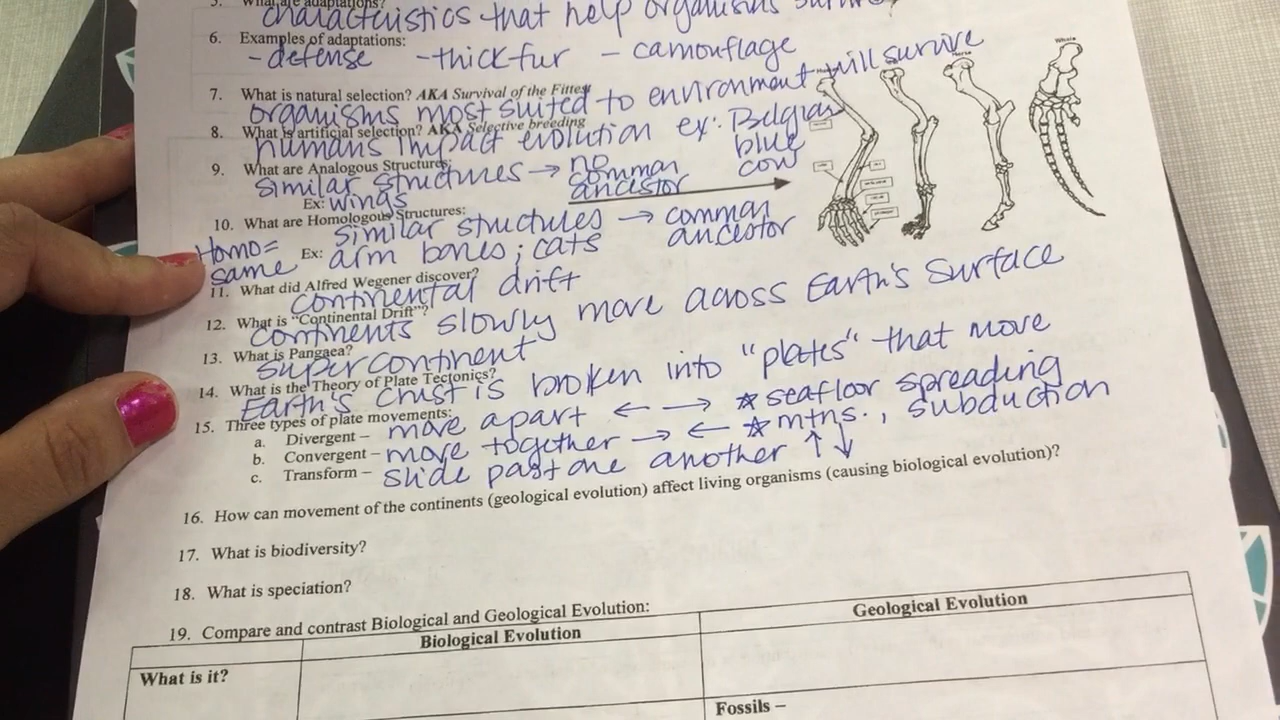 5. What are adaptations?
characteristics that help organisms
6. Examples of adaptations:
- defense - thick fur - camouflage
7. What is natural selection? AKA Survival of the Fittest
organisms most suited to environment will survive
8. What is artificial selection? AKA Selective breeding
humans impact evolution ex: Belgian blue cow
9. What are Analogous Structures:
similar structures → no common ancestor
Ex: wings
10. What are Homologous Structures:
similar structures → common ancestor
Homo = same
Ex: arm bones; cats
11. What did Alfred Wegener discover?
continental drift
12. What is "Continental Drift"?
continents slowly move across Earth's surface
13. What is Pangaea?
supercontinent
14. What is the Theory of Plate Tectonics?
Earth's crust is broken into "plates" that move
15. Three types of plate movements:
a. Divergent – move apart ← → ☆ seafloor spreading
b. Convergent – move together → ← ☆ mtns., subduction
c. Transform – slide past one another ↑↓
16. How can movement of the continents (geological evolution) affect living organisms (causing biological evolution)?
17. What is biodiversity?
18. What is speciation?
19. Compare and contrast Biological and Geological Evolution:
Biological Evolution
Geological Evolution
What is it?
Fossils –
Whale